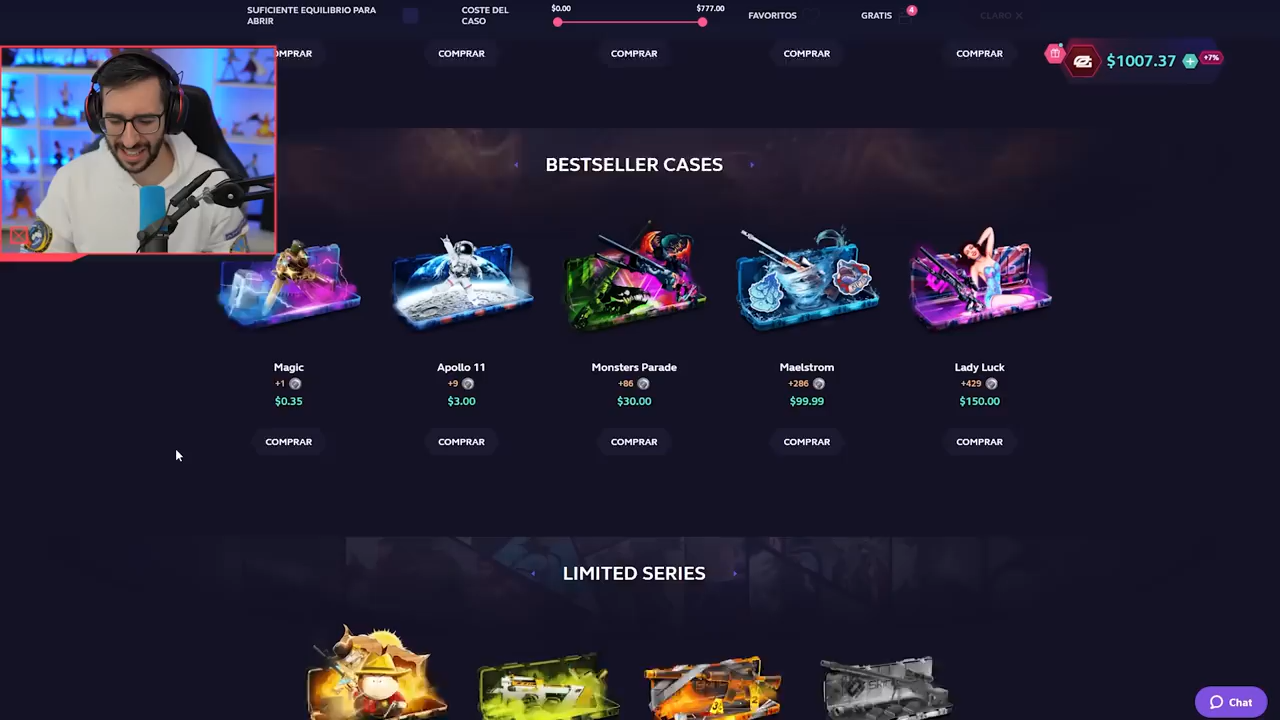 SUFICIENTE EQUILIBRIO PARA
ABRIR
COSTE DEL
CASO
$0.00
$777.00
FAVORITOS
GRATIS
4
CLARO ✕
COMPRAR
COMPRAR
COMPRAR
COMPRAR
COMPRAR
$1007.37
+7%
BESTSELLER CASES
Magic
+1
$0.35
COMPRAR
Apollo 11
+9
$3.00
COMPRAR
Monsters Parade
+86
$30.00
COMPRAR
Maelstrom
+286
$99.99
COMPRAR
Lady Luck
+429
$150.00
COMPRAR
LIMITED SERIES
Chat